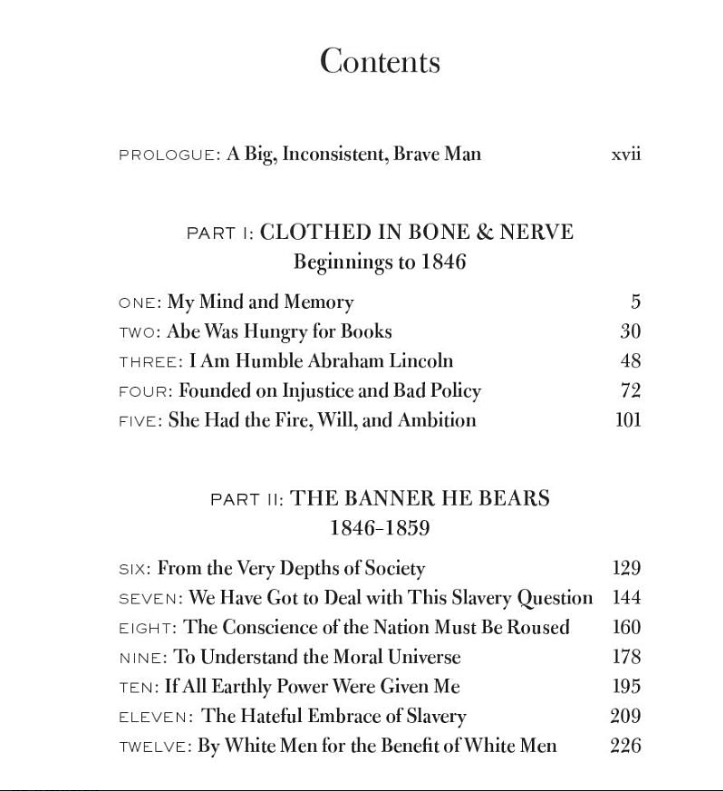 Contents
PROLOGUE: A Big, Inconsistent, Brave Man xvii
PART I: CLOTHED IN BONE & NERVE
Beginnings to 1846
ONE: My Mind and Memory 5
TWO: Abe Was Hungry for Books 30
THREE: I Am Humble Abraham Lincoln 48
FOUR: Founded on Injustice and Bad Policy 72
FIVE: She Had the Fire, Will, and Ambition 101
PART II: THE BANNER HE BEARS
1846–1859
SIX: From the Very Depths of Society 129
SEVEN: We Have Got to Deal with This Slavery Question 144
EIGHT: The Conscience of the Nation Must Be Roused 160
NINE: To Understand the Moral Universe 178
TEN: If All Earthly Power Were Given Me 195
ELEVEN: The Hateful Embrace of Slavery 209
TWELVE: By White Men for the Benefit of White Men 226